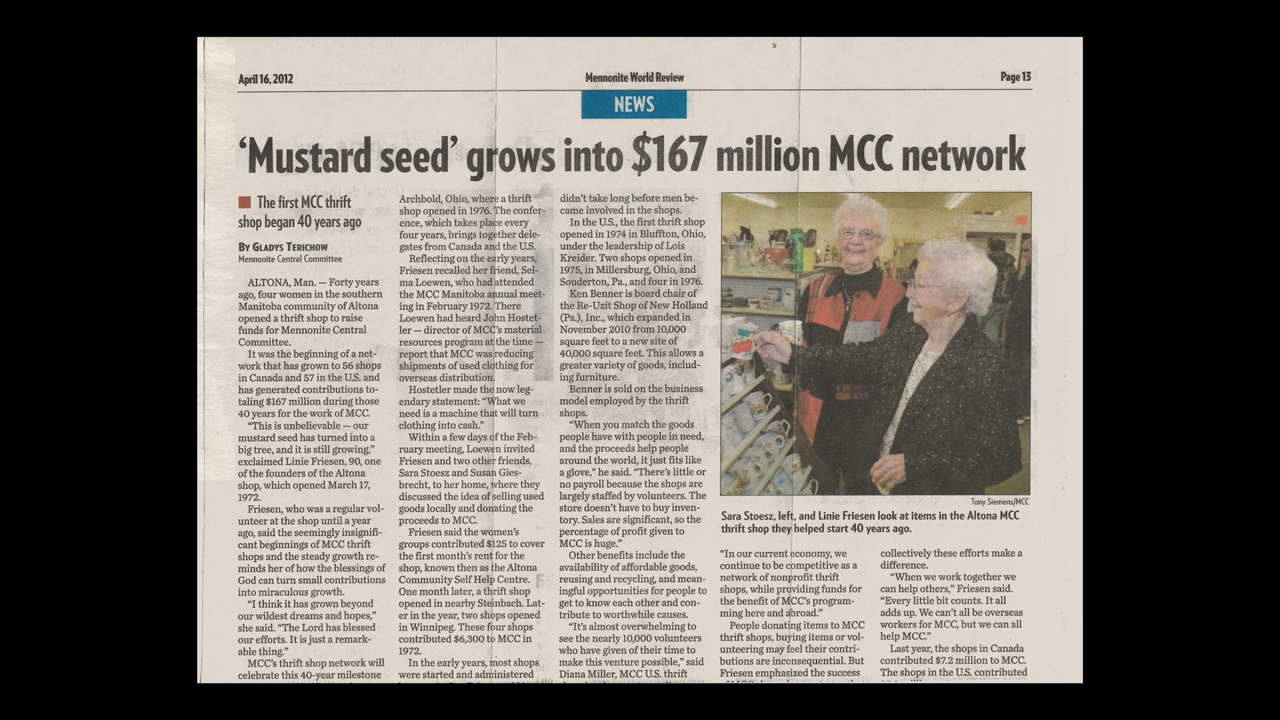 April 16, 2012
Mennonite World Review
Page 13
NEWS
‘Mustard seed’ grows into $167 million MCC network
The first MCC thrift
shop began 40 years ago
By Gladys Terichow
Mennonite Central Committee
ALTONA, Man. — Forty years
ago, four women in the southern
Manitoba community of Altona
opened a thrift shop to raise
funds for Mennonite Central
Committee.
It was the beginning of a net-
work that has grown to 56 shops
in Canada and 57 in the U.S. and
has generated contributions to-
taling $167 million during those
40 years for the work of MCC.
“This is unbelievable — our
mustard seed has turned into a
big tree, and it is still growing,”
exclaimed Linie Friesen, 90, one
of the founders of the Altona
shop, which opened March 17,
1972.
Friesen, who was a regular vol-
unteer at the shop until a year
ago, said the seemingly insignifi-
cant beginnings of MCC thrift
shops and the steady growth re-
minds her of how the blessings of
God can turn small contributions
into miraculous growth.
“I think it has grown beyond
our wildest dreams and hopes,”
she said. “The Lord has blessed
our efforts. It is just a remark-
able thing.”
MCC’s thrift shop network will
celebrate this 40-year milestone
Archbold, Ohio, where a thrift
shop opened in 1976. The confer-
ence, which takes place every
four years, brings together dele-
gates from Canada and the U.S.
Reflecting on the early years,
Friesen recalled her friend, Sel-
ma Loewen, who had attended
the MCC Manitoba annual meet-
ing in February 1972. There
Loewen had heard John Hostet-
ler — director of MCC’s material
resources program at the time —
report that MCC was reducing
shipments of used clothing for
overseas distribution.
Hostetler made the now leg-
endary statement: “What we
need is a machine that will turn
clothing into cash.”
Within a few days of the Feb-
ruary meeting, Loewen invited
Friesen and two other friends,
Sara Stoesz and Susan Gies-
brecht, to her home, where they
discussed the idea of selling used
goods locally and donating the
proceeds to MCC.
Friesen said the women’s
groups contributed $125 to cover
the first month’s rent for the
shop, known then as the Altona
Community Self Help Centre.
One month later, a thrift shop
opened in nearby Steinbach. Lat-
er in the year, two shops opened
in Winnipeg. These four shops
contributed $6,300 to MCC in
1972.
In the early years, most shops
were started and administered
didn’t take long before men be-
came involved in the shops.
In the U.S., the first thrift shop
opened in 1974 in Bluffton, Ohio,
under the leadership of Lois
Kreider. Two shops opened in
1975, in Millersburg, Ohio, and
Souderton, Pa., and four in 1976.
Ken Benner is board chair of
the Re-Uzit Shop of New Holland
(Pa.), Inc., which expanded in
November 2010 from 10,000
square feet to a new site of
40,000 square feet. This allows a
greater variety of goods, includ-
ing furniture.
Benner is sold on the business
model employed by the thrift
shops.
“When you match the goods
people have with people in need,
and the proceeds help people
around the world, it just fits like
a glove,” he said. “There’s little or
no payroll because the shops are
largely staffed by volunteers. The
store doesn’t have to buy inven-
tory. Sales are significant, so the
percentage of profit given to
MCC is huge.”
Other benefits include the
availability of affordable goods,
reusing and recycling, and mean-
ingful opportunities for people to
get to know each other and con-
tribute to worthwhile causes.
“It’s almost overwhelming to
see the nearly 10,000 volunteers
who have given of their time to
make this venture possible,” said
Diana Miller, MCC U.S. thrift
Tony Siemens/MCC
Sara Stoesz, left, and Linie Friesen look at items in the Altona MCC
thrift shop they helped start 40 years ago.
“In our current economy, we
continue to be competitive as a
network of nonprofit thrift
shops, while providing funds for
the benefit of MCC’s program-
ming here and abroad.”
People donating items to MCC
thrift shops, buying items or vol-
unteering may feel their contri-
butions are inconsequential. But
Friesen emphasized the success
collectively these efforts make a
difference.
“When we work together we
can help others,” Friesen said.
“Every little bit counts. It all
adds up. We can’t all be overseas
workers for MCC, but we can all
help MCC.”
Last year, the shops in Canada
contributed $7.2 million to MCC.
The shops in the U.S. contributed